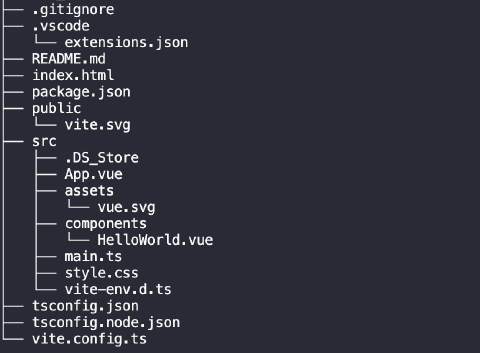 ├── .gitignore
├── .vscode
│   └── extensions.json
├── README.md
├── index.html
├── package.json
├── public
│   └── vite.svg
├── src
│   ├── .DS_Store
│   ├── App.vue
│   ├── assets
│   │   └── vue.svg
│   ├── components
│   │   └── HelloWorld.vue
│   ├── main.ts
│   ├── style.css
│   └── vite-env.d.ts
├── tsconfig.json
├── tsconfig.node.json
└── vite.config.ts